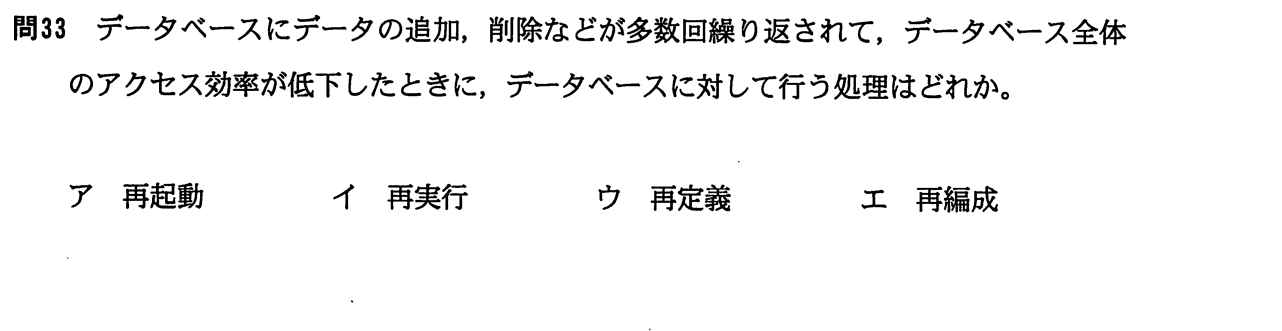 問33 データベースにデータの追加，削除などが多数回繰り返されて，データベース全体
のアクセス効率が低下したときに，データベースに対して行う処理はどれか。
ア 再起動 イ 再実行 ウ 再定義 エ 再編成